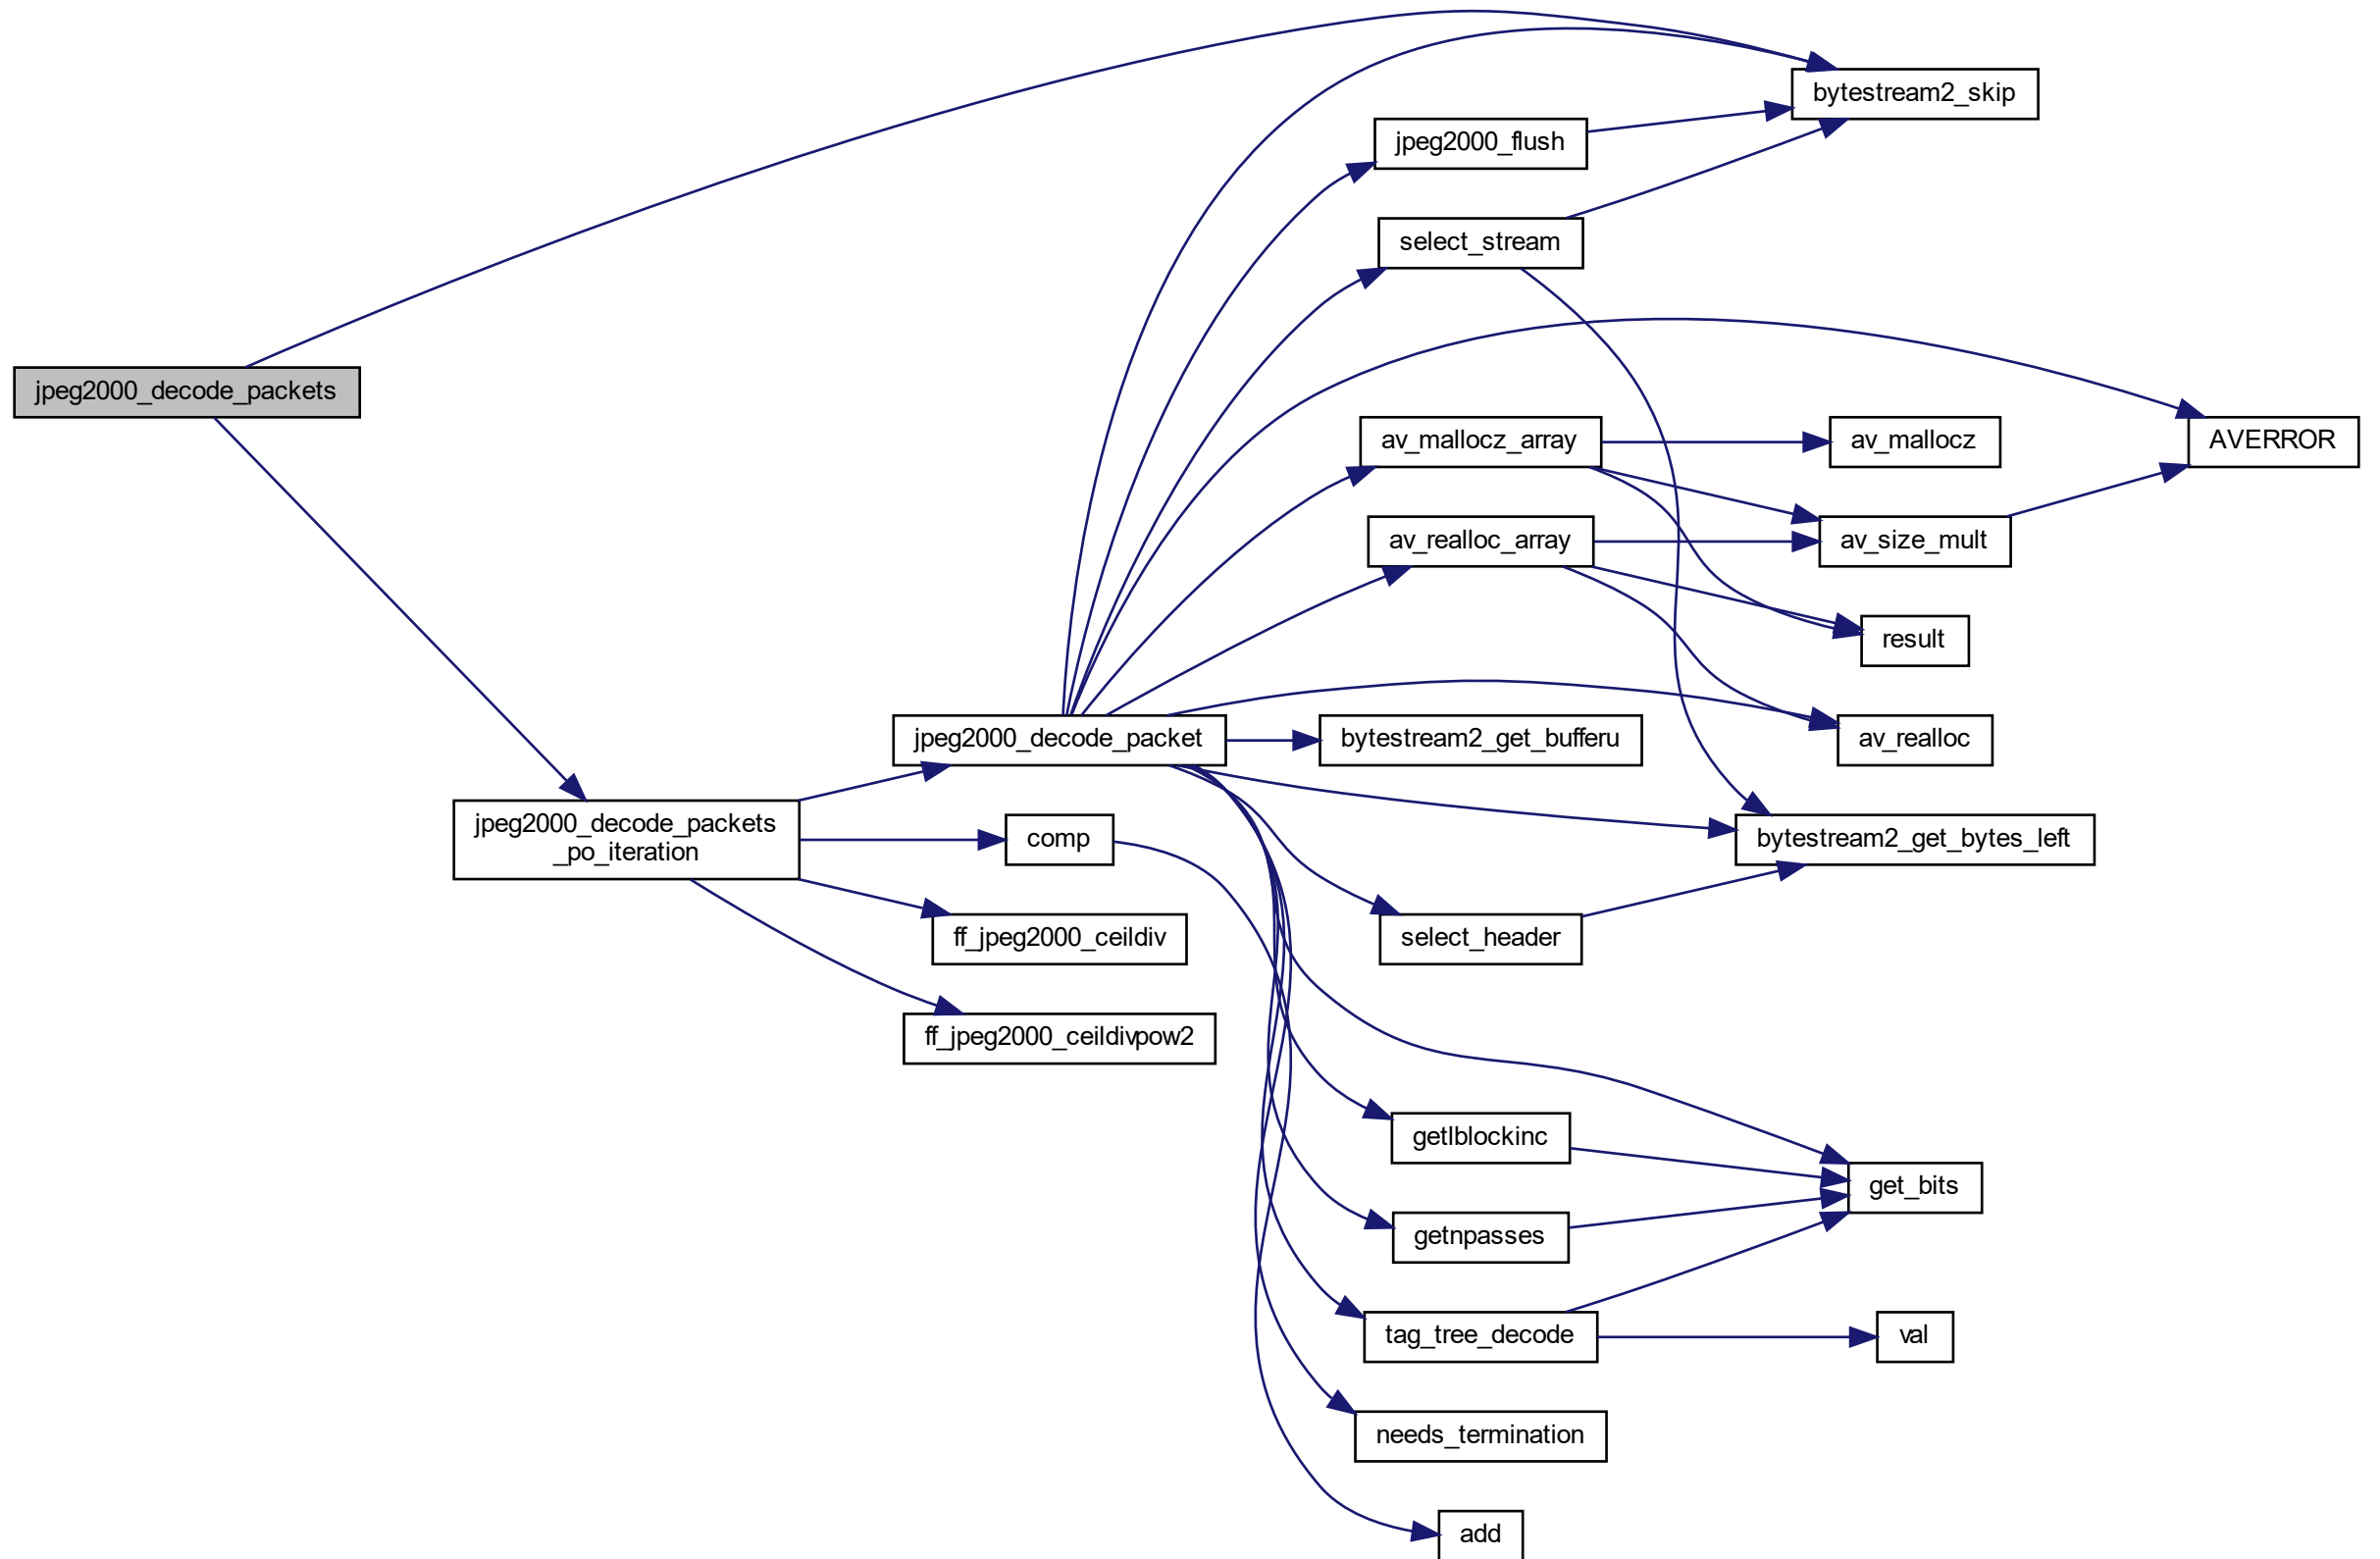 bytestream2_skip
jpeg2000_flush
select_stream
jpeg2000_decode_packets
av_mallocz_array
av_mallocz
AVERROR
av_realloc_array
av_size_mult
result
jpeg2000_decode_packet
bytestream2_get_bufferu
av_realloc
jpeg2000_decode_packets
_po_iteration
comp
bytestream2_get_bytes_left
ff_jpeg2000_ceildiv
select_header
ff_jpeg2000_ceildivpow2
getlblockinc
get_bits
getnpasses
tag_tree_decode
val
needs_termination
add